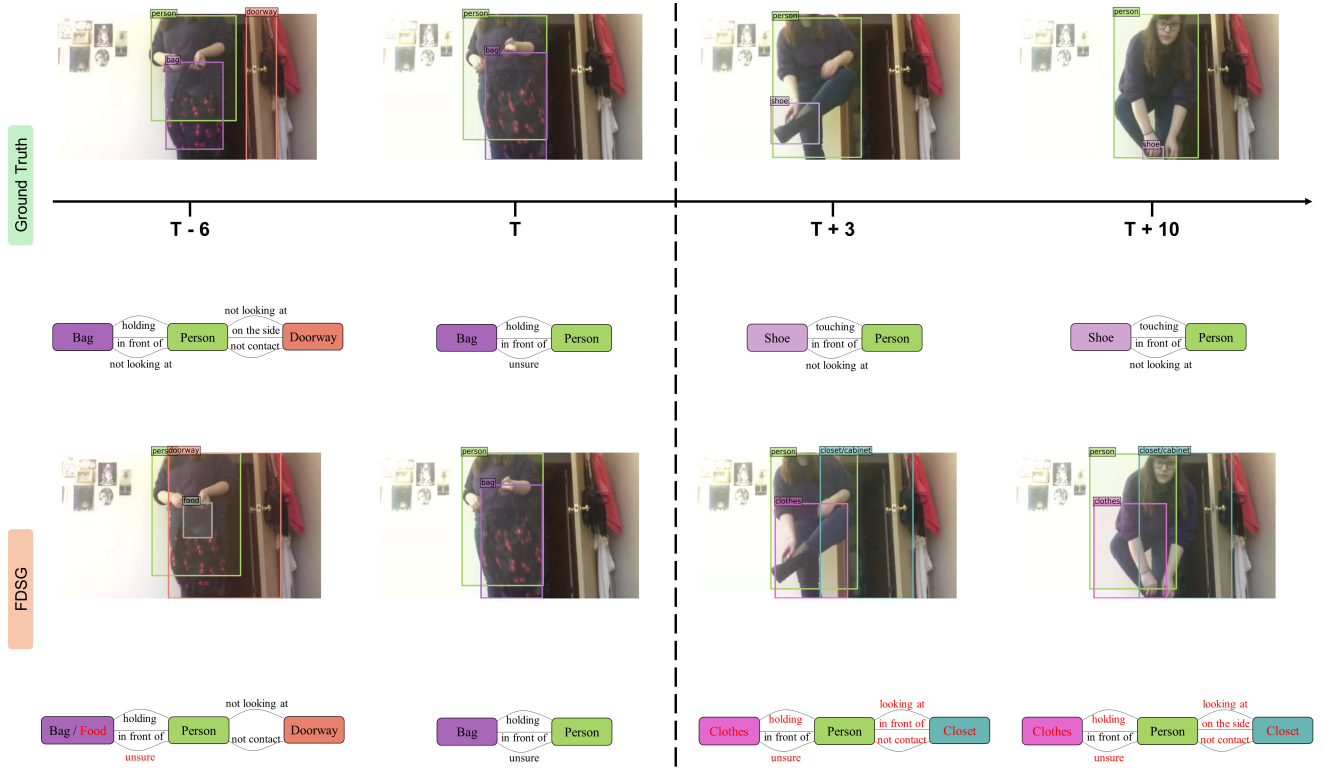 person
doorway
bag
person
bag
person
shoe
person
shoe
Ground Truth
T - 6
T
T + 3
T + 10
not looking at
holding
on the side
Bag
Person
Doorway
in front of
not contact
not looking at
holding
Bag
Person
in front of
unsure
touching
Shoe
Person
in front of
not looking at
touching
Shoe
Person
in front of
not looking at
doorway
food
person
bag
person
closet/cabinet
clothes
person
closet/cabinet
clothes
FDSG
not looking at
holding
Bag / Food
Person
Doorway
in front of
not contact
unsure
holding
Bag
Person
in front of
unsure
looking at
holding
in front of
Clothes
Person
Closet
in front of
not contact
unsure
looking at
holding
on the side
Clothes
Person
Closet
in front of
not contact
unsure